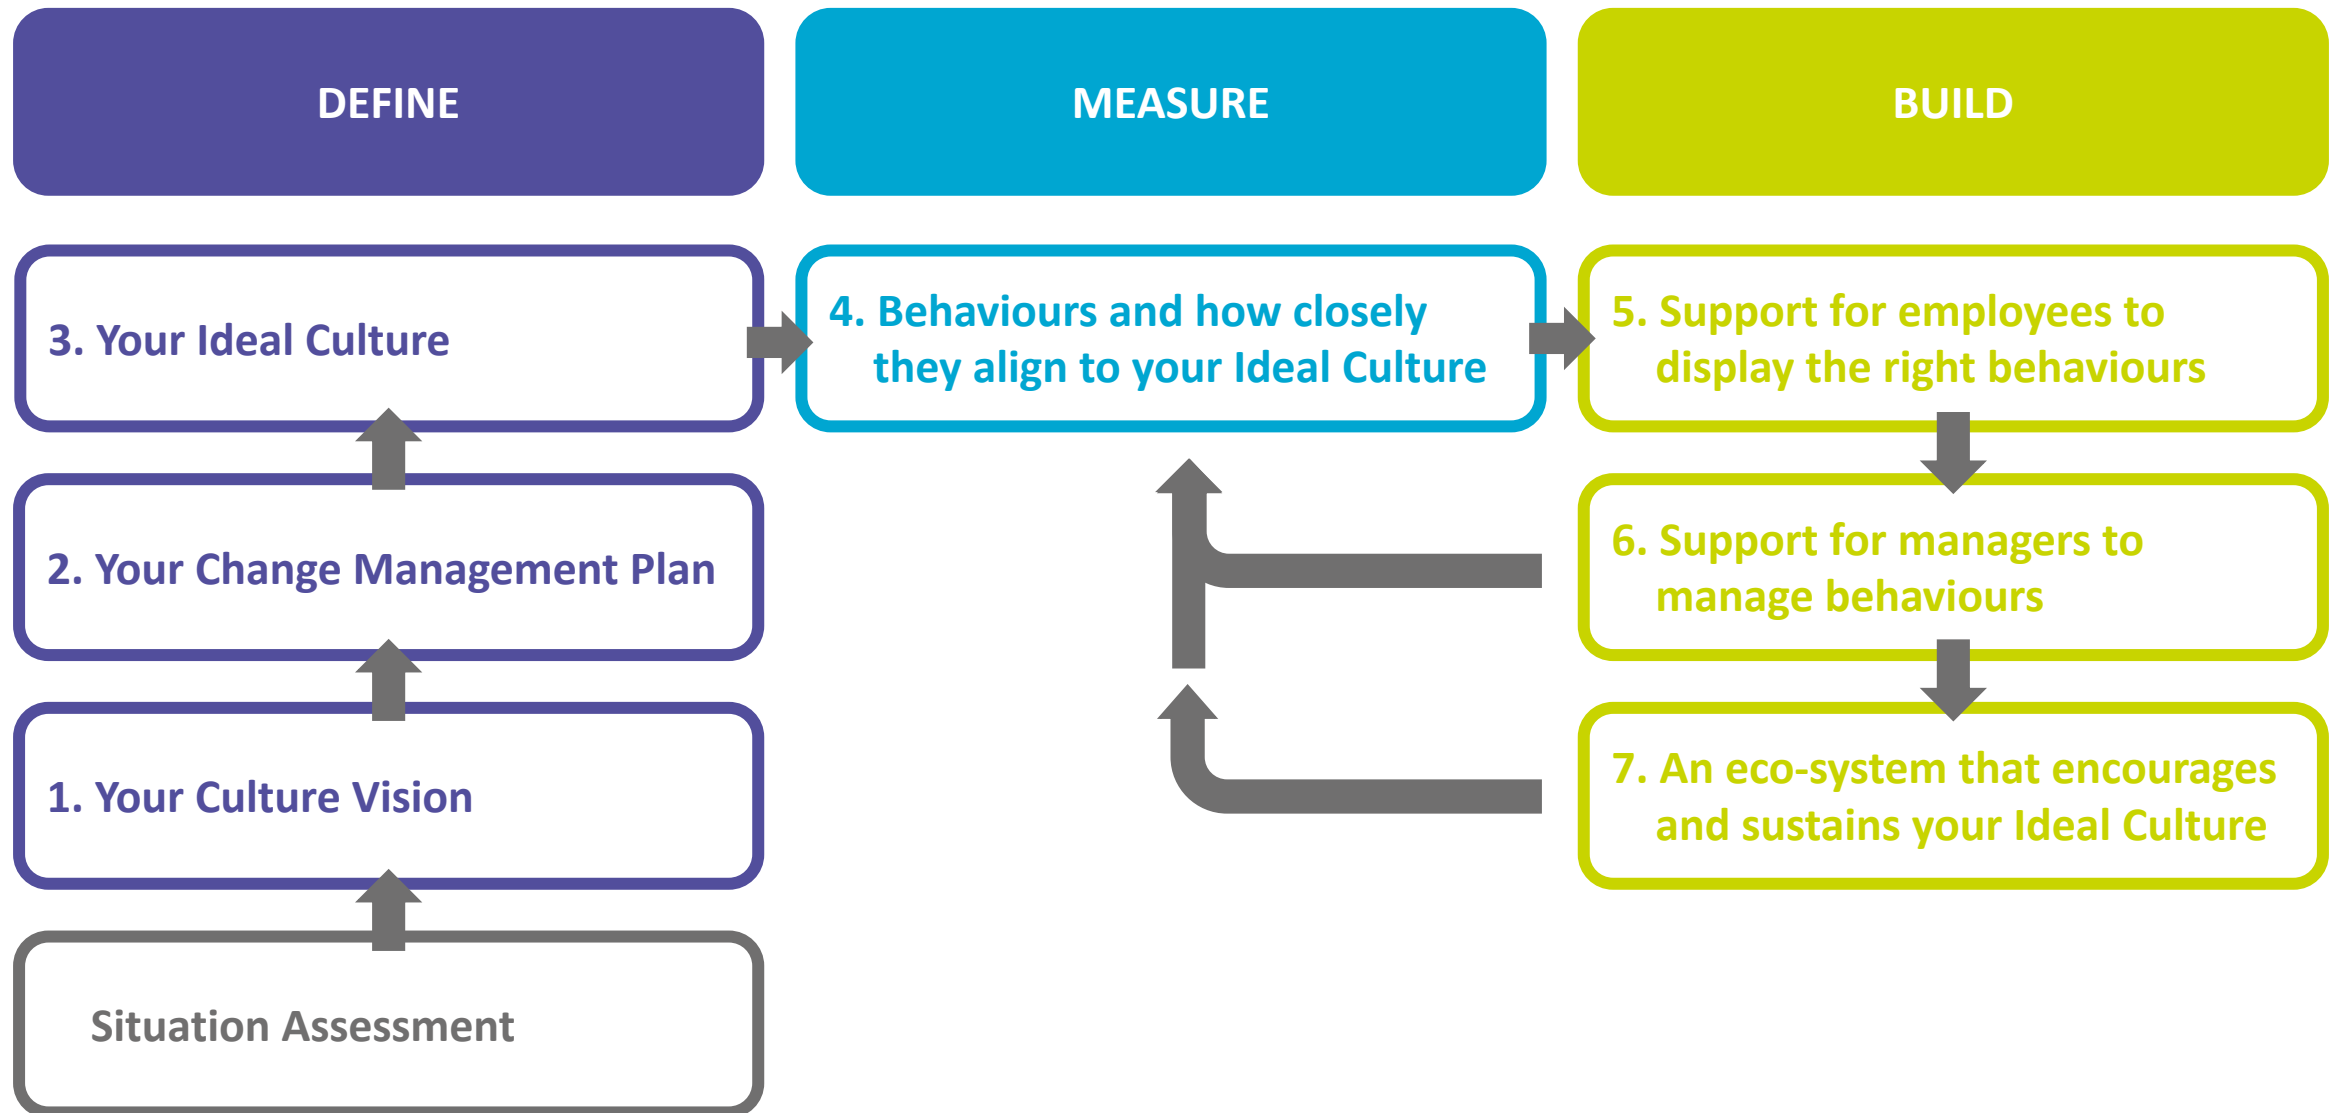 DEFINE
MEASURE
BUILD
3. Your Ideal Culture
4. Behaviours and how closely
they align to your Ideal Culture
5. Support for employees to
display the right behaviours
2. Your Change Management Plan
6. Support for managers to
manage behaviours
1. Your Culture Vision
7. An eco-system that encourages
and sustains your Ideal Culture
Situation Assessment